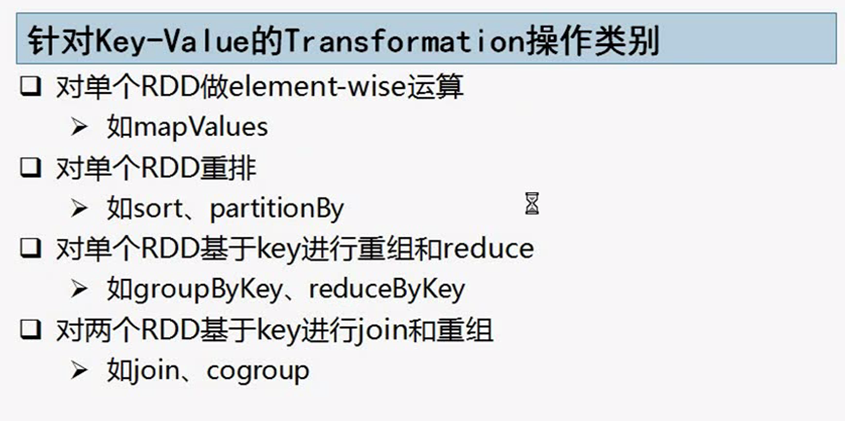 针对Key-Value的Transformation操作类别
对单个RDD做element-wise运算
如mapValues
对单个RDD重排
如sort、partitionBy
对单个RDD基于key进行重组和reduce
如groupByKey、reduceByKey
对两个RDD基于key进行join和重组
如join、cogroup